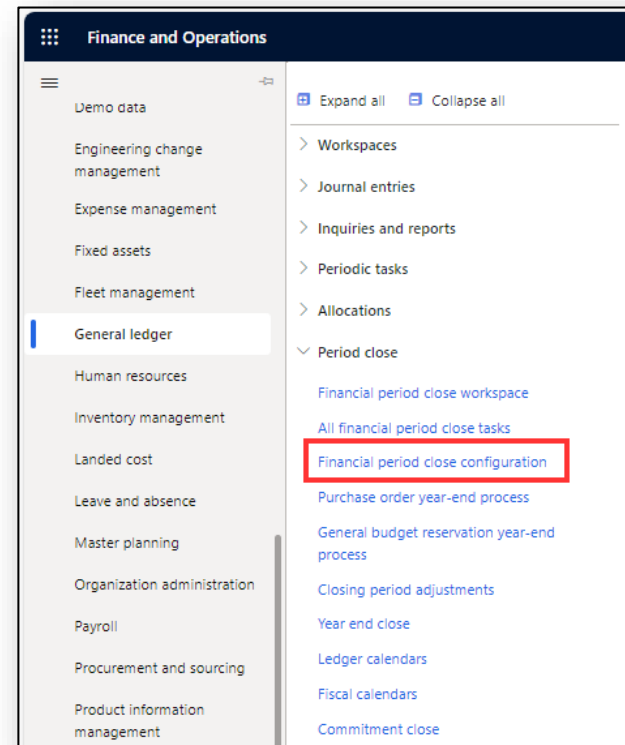 Finance and Operations
Demo data
Engineering change
management
Expense management
Fixed assets
Fleet management
General ledger
Human resources
Inventory management
Landed cost
Leave and absence
Master planning
Organization administration
Payroll
Procurement and sourcing
Product information
management
Expand all
Collapse all
Workspaces
Journal entries
Inquiries and reports
Periodic tasks
Allocations
Period close
Financial period close workspace
All financial period close tasks
Financial period close configuration
Purchase order year-end process
General budget reservation year-end
process
Closing period adjustments
Year end close
Ledger calendars
Fiscal calendars
Commitment close